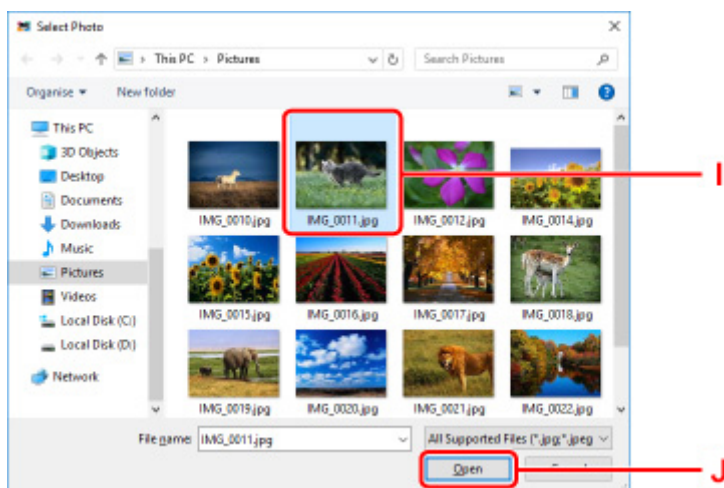 Select Photo
This PC > Pictures
Search Pictures
Organise
New folder
This PC
3D Objects
Desktop
Documents
Downloads
Music
Pictures
Videos
Local Disk (C:)
Local Disk (D:)
Network
IMG_0010.jpg IMG_0011.jpg IMG_0012.jpg IMG_0014.jpg
IMG_0015.jpg IMG_0016.jpg IMG_0017.jpg IMG_0018.jpg
IMG_0019.jpg IMG_0020.jpg IMG_0021.jpg IMG_0022.jpg
File name: IMG_0011.jpg
All Supported Files (*.jpg;*.jpeg
Open
I
J